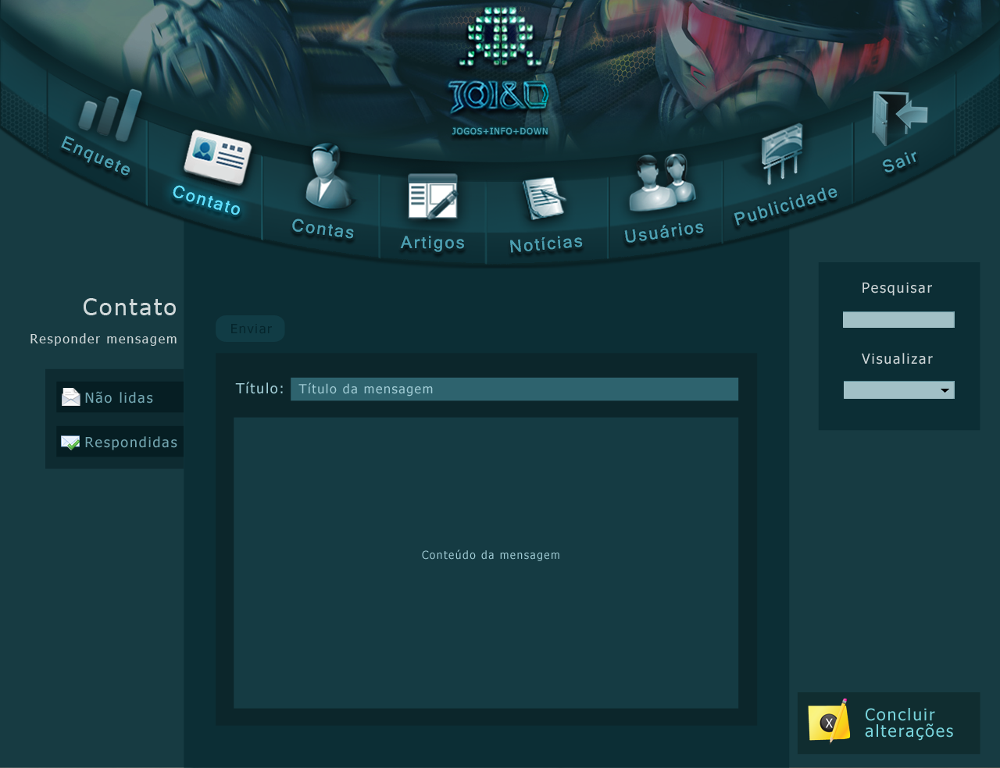 JOI&D
JOGOS+INFO+DOWN
Enquete
Contato
Contas
Artigos
Notícias
Usuários
Publicidade
Sair
Contato
Responder mensagem
Não lidas
Respondidas
Enviar
Título: Título da mensagem
Conteúdo da mensagem
Pesquisar
Visualizar
X
Concluir
alterações